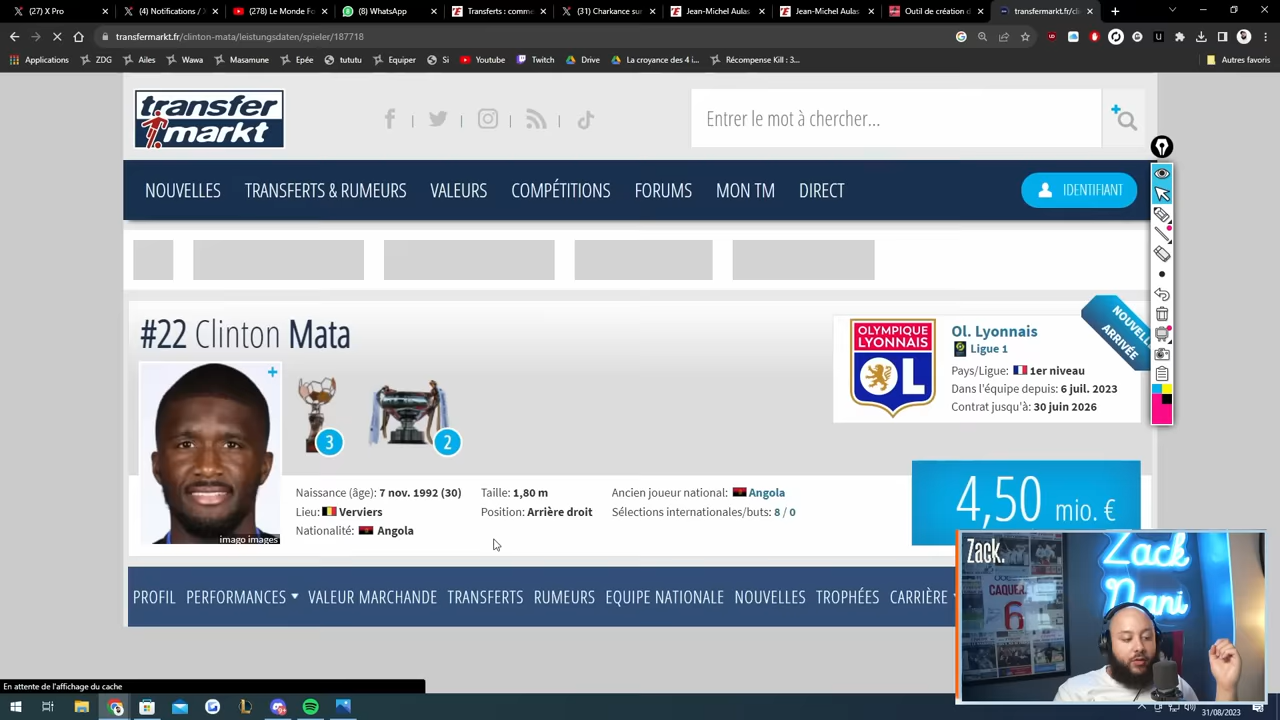 (27) X Pro
(4) Notifications / X
(278) Le Monde Fo
(8) WhatsApp
Transferts : comme
(31) Charkance sur
Jean-Michel Aulas
Jean-Michel Aulas
Outil de création d
transfermarkt.fr/cli
transfermarkt.fr/clinton-mata/leistungsdaten/spieler/187718
Applications ZDG Ailes Wawa Masamune Epée tututu Equiper Si Youtube Twitch Drive La croyance des 4 i... Récompense Kill : 3... Autres favoris
transfer
markt
Entrer le mot à chercher...
NOUVELLES TRANSFERTS & RUMEURS VALEURS COMPÉTITIONS FORUMS MON TM DIRECT IDENTIFIANT
#22 Clinton Mata
OLYMPIQUE
LYONNAIS
OL
Ol. Lyonnais
Ligue 1
Pays/Ligue: 1er niveau
Dans l'équipe depuis: 6 juil. 2023
Contrat jusqu'à: 30 juin 2026
NOUVELL
ARRIVÉE
3
2
imago images
Naissance (âge): 7 nov. 1992 (30)
Lieu: Verviers
Nationalité: Angola
Taille: 1,80 m
Position: Arrière droit
Ancien joueur national: Angola
Sélections internationales/buts: 8 / 0
4,50 mio. €
PROFIL PERFORMANCES VALEUR MARCHANDE TRANSFERTS RUMEURS EQUIPE NATIONALE NOUVELLES TROPHÉES CARRIÈRE
Zack.
Zack
Nani
CAQUERET
6
En attente de l'affichage du cache
31/08/2023